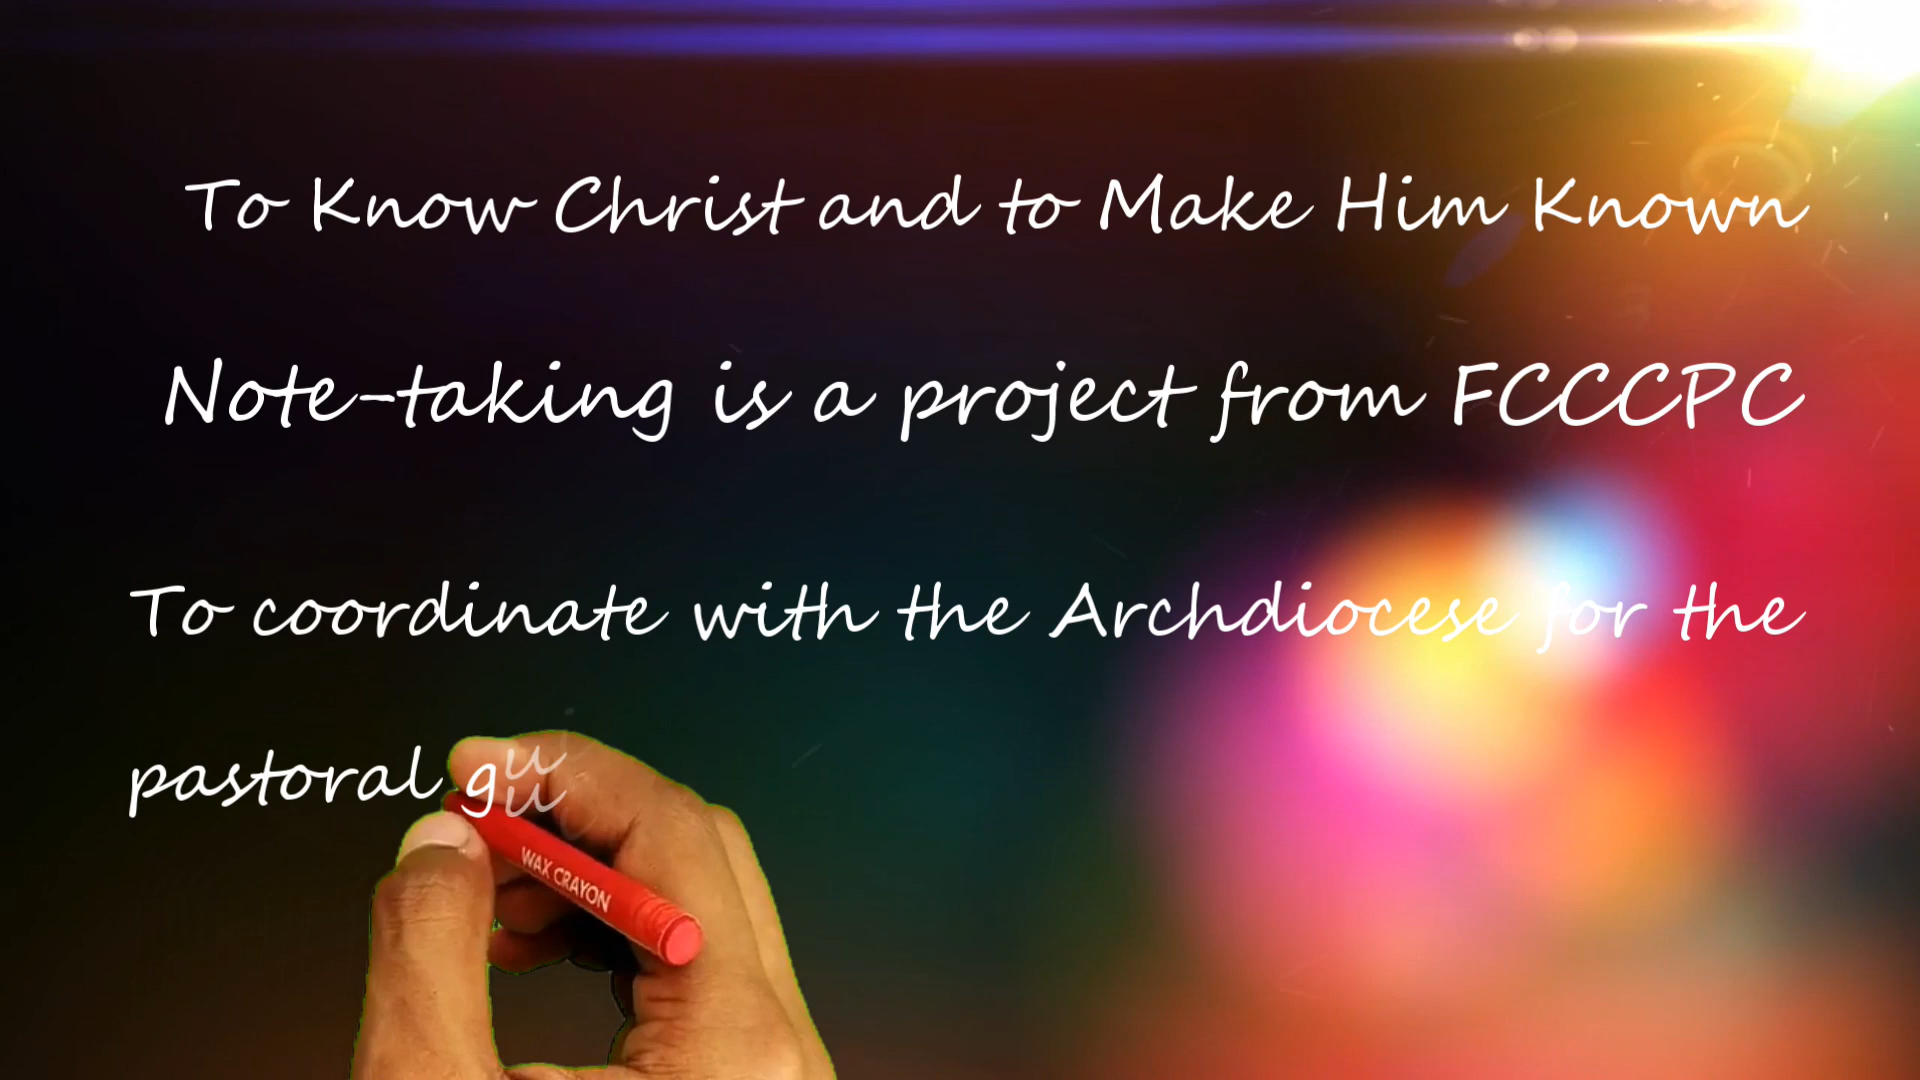 To Know Christ and to Make Him Known
Note-taking is a project from FCCCPC
To coordinate with the Archdiocese for the
pastoral gu
WAX CRAYON